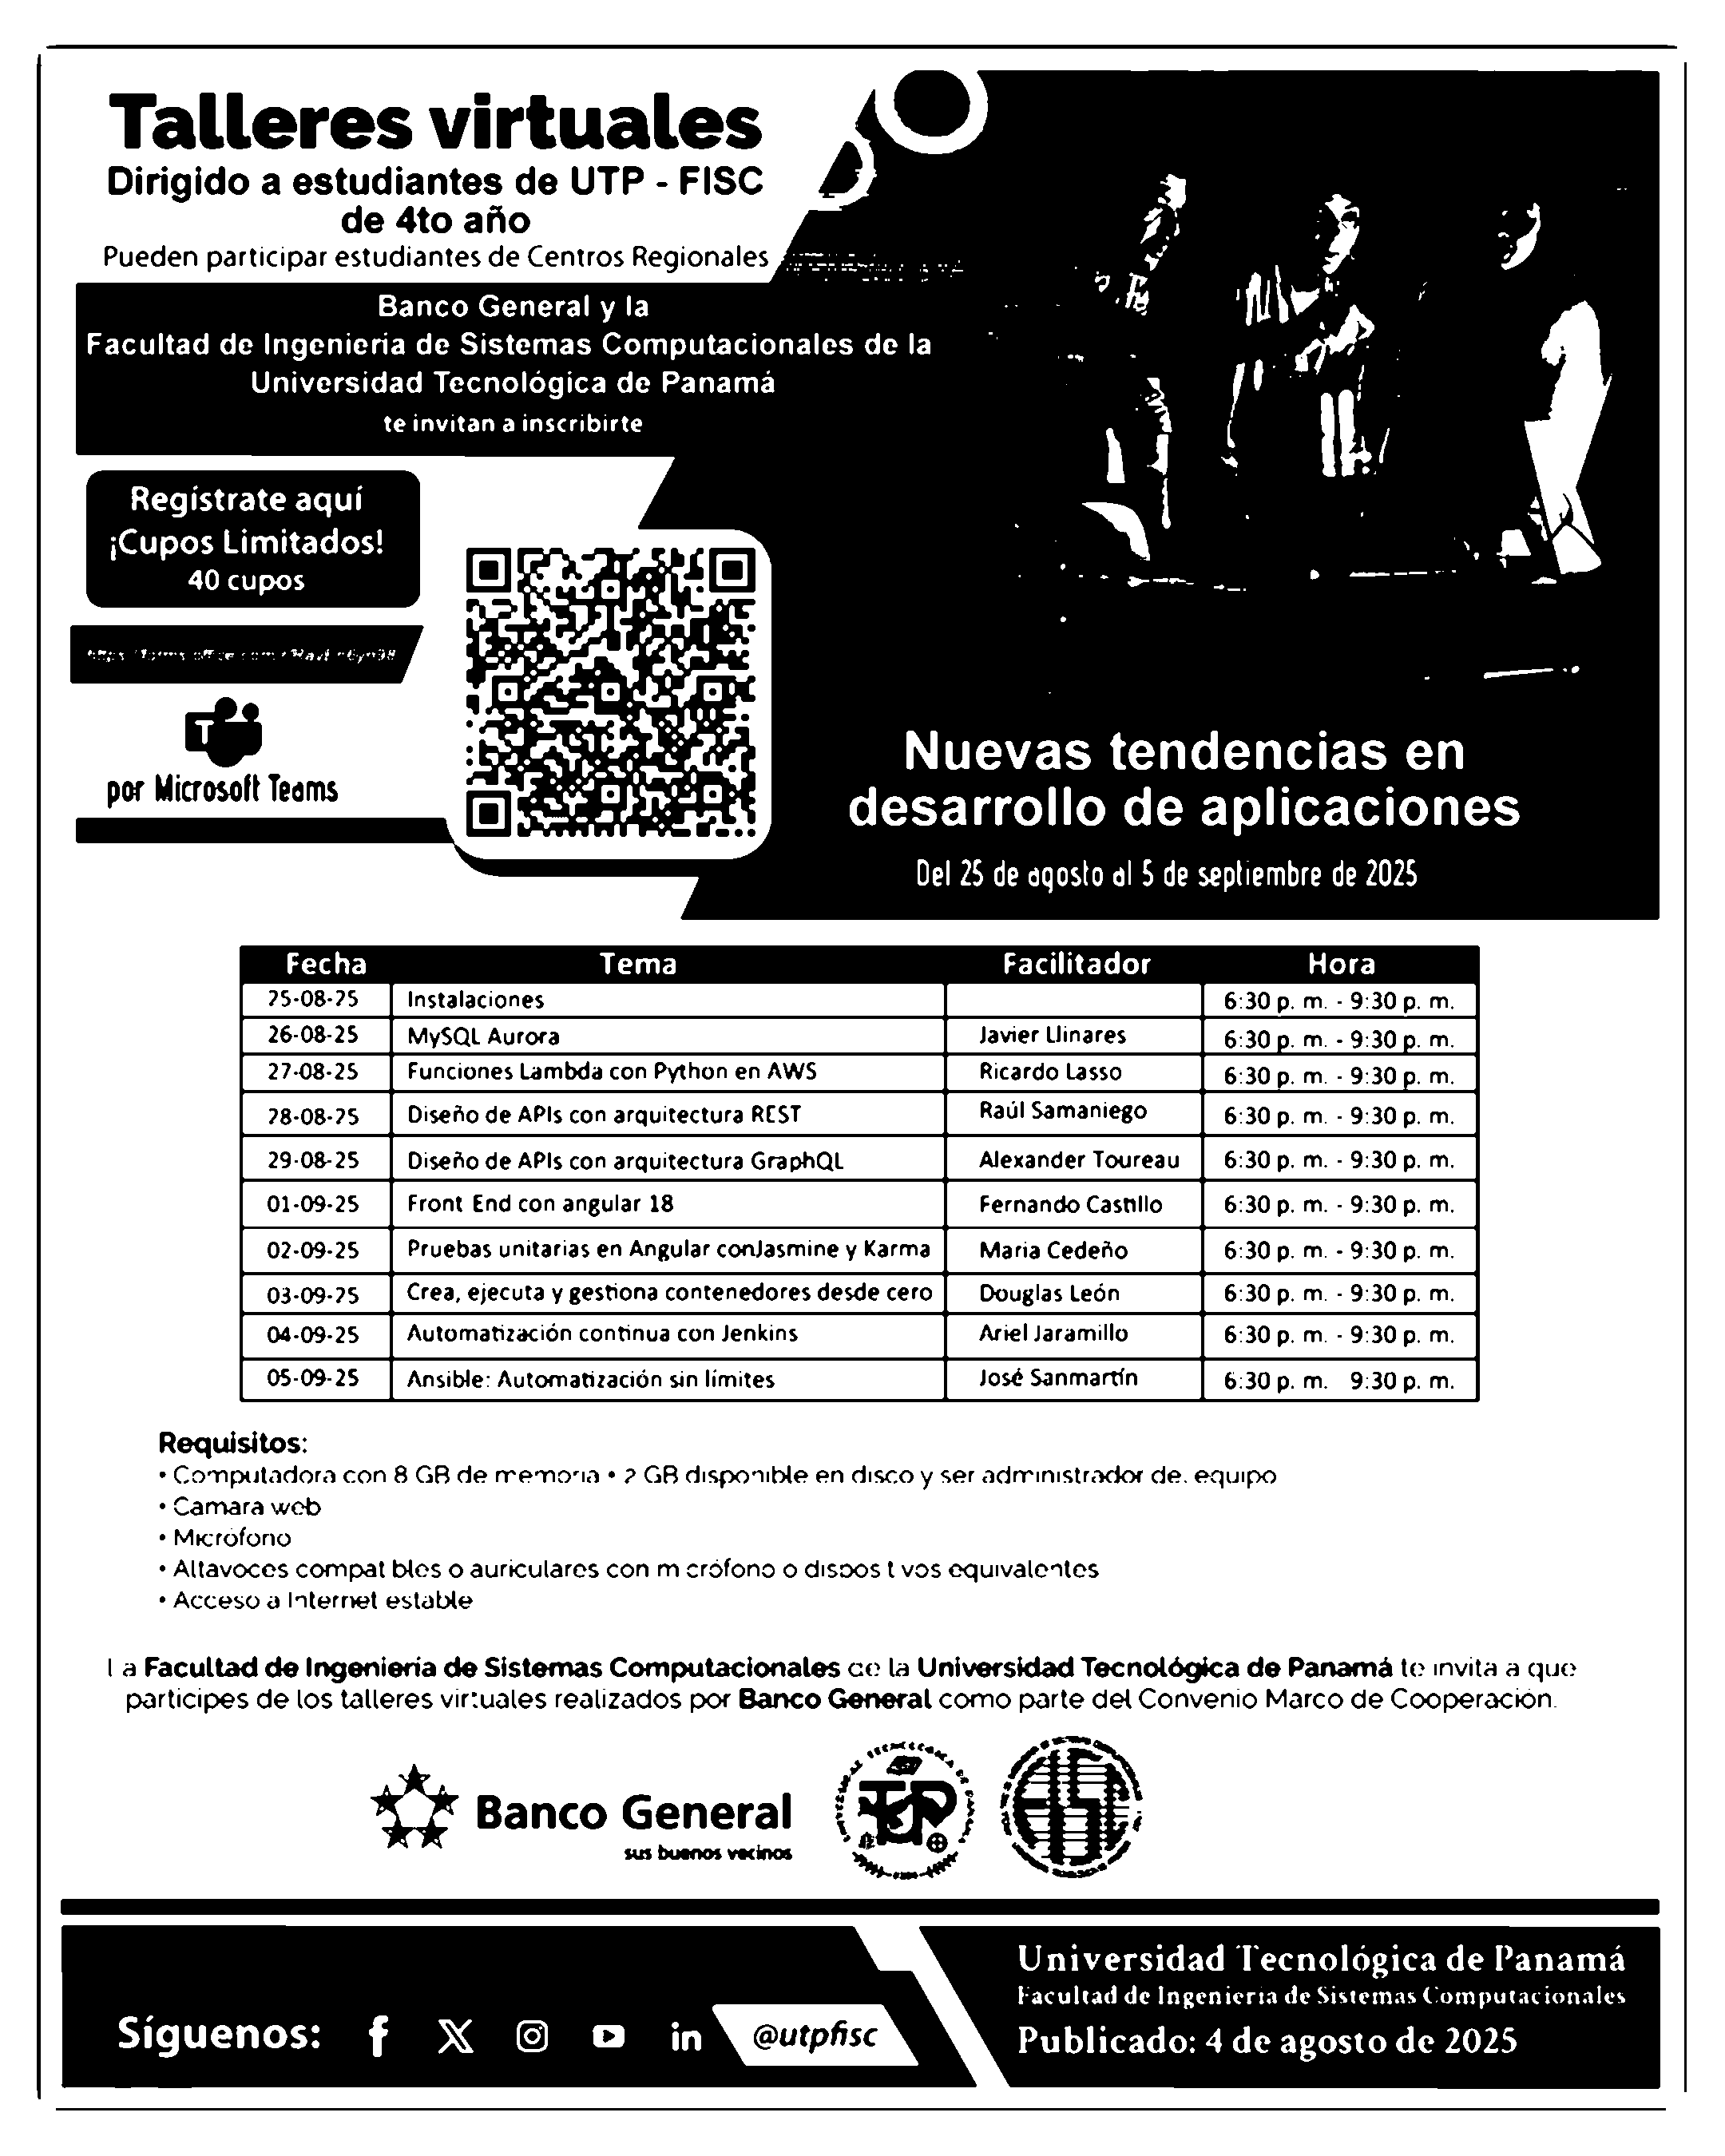 Talleres virtuales
Dirigido a estudiantes de UTP - FISC
de 4to año
Pueden participar estudiantes de Centros Regionales
Banco General y la
Facultad de Ingeniería de Sistemas Computacionales de la
Universidad Tecnológica de Panamá
te invitan a inscribirte
Regístrate aquí
¡Cupos Limitados!
40 cupos
por Microsoft Teams
Nuevas tendencias en
desarrollo de aplicaciones
Del 25 de agosto al 5 de septiembre de 2025
Fecha Tema Facilitador Hora
25-08-25 Instalaciones 6:30 p. m. - 9:30 p. m.
26-08-25 MySQL Aurora Javier Llinares 6:30 p. m. - 9:30 p. m.
27-08-25 Funciones Lambda con Python en AWS Ricardo Lasso 6:30 p. m. - 9:30 p. m.
28-08-25 Diseño de APIs con arquitectura REST Raúl Samaniego 6:30 p. m. - 9:30 p. m.
29-08-25 Diseño de APIs con arquitectura GraphQL Alexander Toureau 6:30 p. m. - 9:30 p. m.
01-09-25 Front End con angular 18 Fernando Castillo 6:30 p. m. - 9:30 p. m.
02-09-25 Pruebas unitarias en Angular conJasmine y Karma Maria Cedeño 6:30 p. m. - 9:30 p. m.
03-09-25 Crea, ejecuta y gestiona contenedores desde cero Douglas León 6:30 p. m. - 9:30 p. m.
04-09-25 Automatización continua con Jenkins Ariel Jaramillo 6:30 p. m. - 9:30 p. m.
05-09-25 Ansible: Automatización sin límites José Sanmartín 6:30 p. m. 9:30 p. m.
Requisitos:
• Computadora con 8 GB de memoria • 2 GB disponible en disco y ser administrador del equipo
• Camara web
• Micrófono
• Altavoces compatibles o auriculares con micrófono o dispositivos equivalentes
• Acceso a Internet estable
La Facultad de Ingeniería de Sistemas Computacionales de la Universidad Tecnológica de Panamá te invita a que
participes de los talleres virtuales realizados por Banco General como parte del Convenio Marco de Cooperación.
Banco General
sus buenos vecinos
UTP
FISC
Universidad Tecnológica de Panamá
Facultad de Ingeniería de Sistemas Computacionales
Publicado: 4 de agosto de 2025
Síguenos: @utpfisc